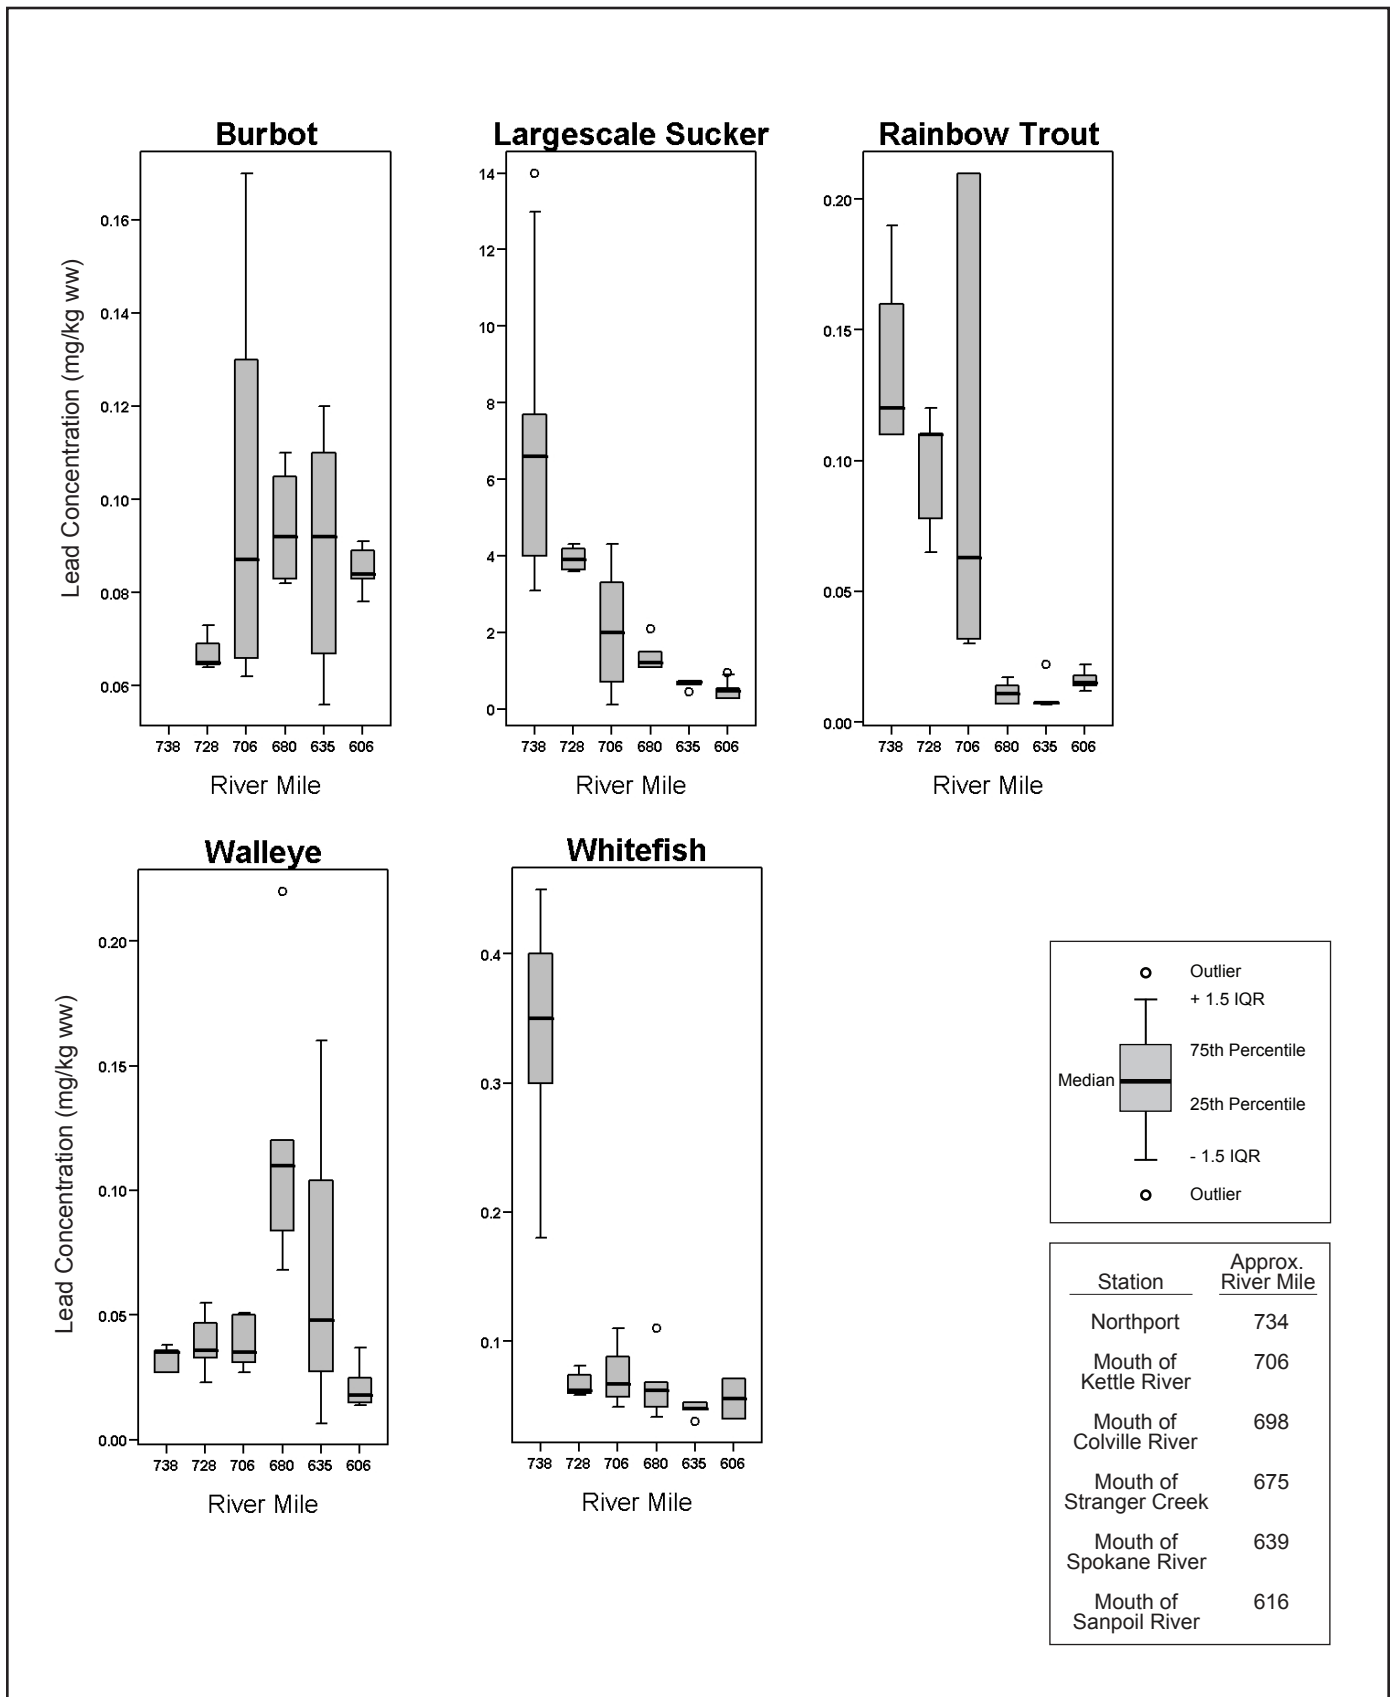 Burbot
Largescale Sucker
Rainbow Trout
Lead Concentration (mg/kg ww)
0.16
0.14
0.12
0.10
0.08
0.06
738 728 706 680 635 606
River Mile
14
12
10
8
6
4
2
0
738 728 706 680 635 606
River Mile
0.20
0.15
0.10
0.05
0.00
738 728 706 680 635 606
River Mile
Walleye
Whitefish
Lead Concentration (mg/kg ww)
0.20
0.15
0.10
0.05
0.00
738 728 706 680 635 606
River Mile
0.4
0.3
0.2
0.1
738 728 706 680 635 606
River Mile
Outlier
+ 1.5 IQR
75th Percentile
Median
25th Percentile
- 1.5 IQR
Outlier
Approx.
Station River Mile
Northport 734
Mouth of 706
Kettle River
Mouth of 698
Colville River
Mouth of 675
Stranger Creek
Mouth of 639
Spokane River
Mouth of 616
Sanpoil River